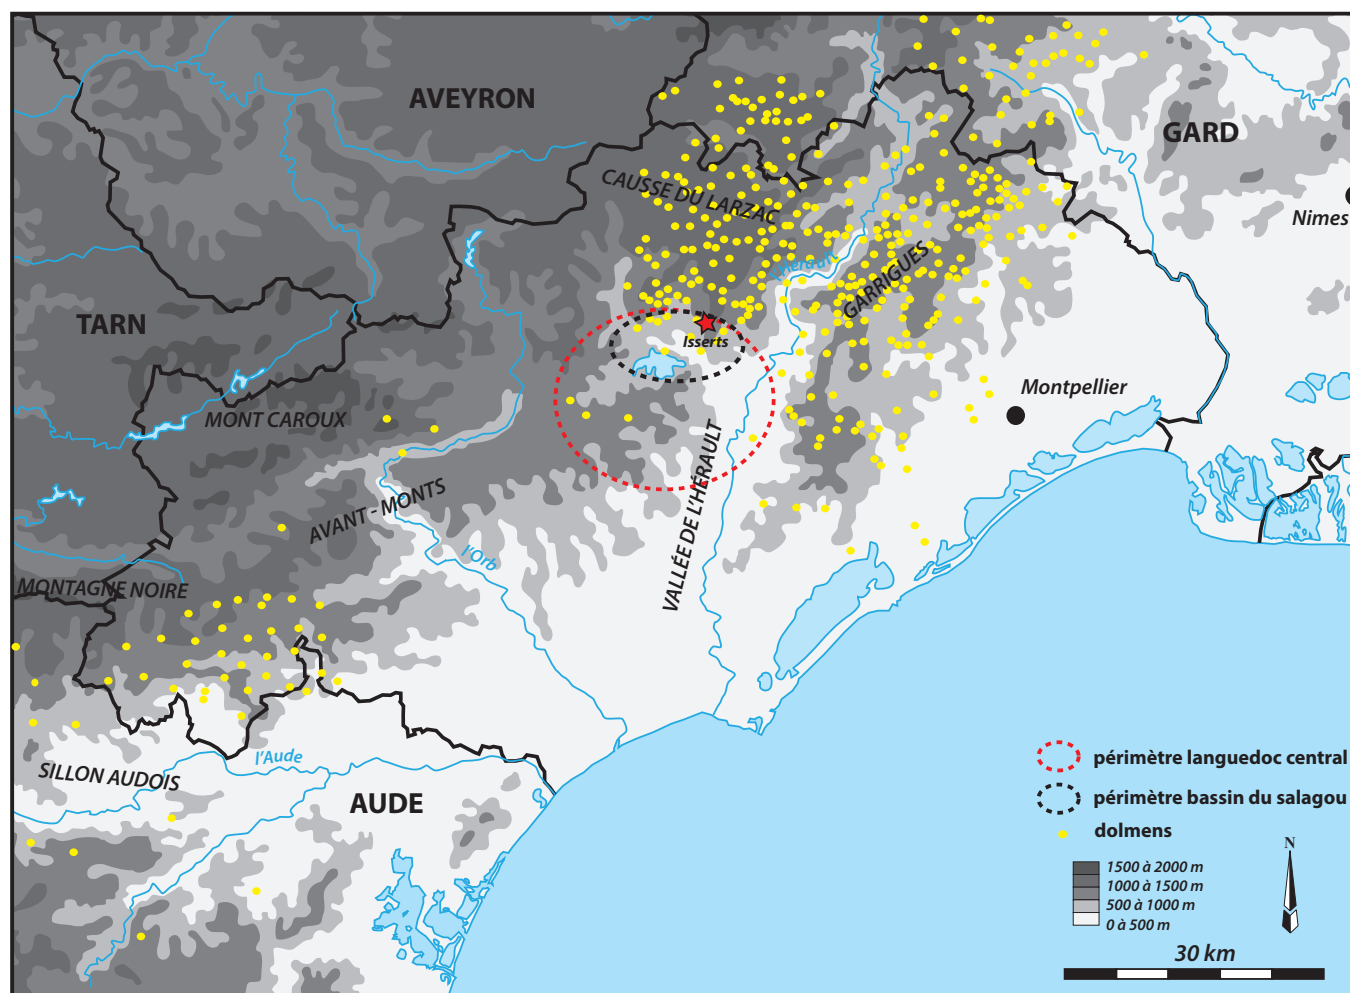 AVEYRON
GARD
CAUSSE DU LARZAC
Nimes
l'Hérault
GARRIGUES
TARN
Isserts
Montpellier
MONT CAROUX
VALLÉE DE L'HÉRAULT
AVANT - MONTS
l'Orb
MONTAGNE NOIRE
l'Aude
SILLON AUDOIS
AUDE
périmètre languedoc central
périmètre bassin du salagou
dolmens
1500 à 2000 m
1000 à 1500 m
500 à 1000 m
0 à 500 m
N
30 km